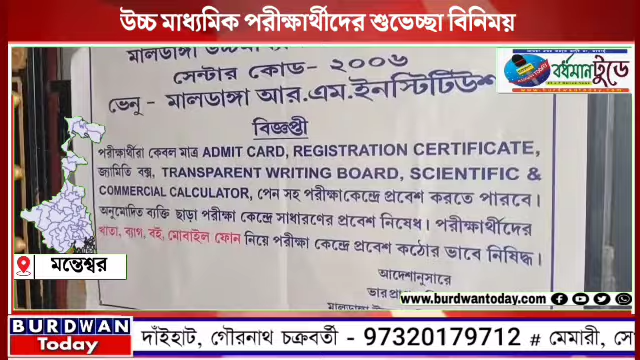 উচ্চ মাধ্যমিক পরীক্ষার্থীদের শুভেচ্ছা বিনিময়
মালডাঙ্গা
সেন্টার কোড- ২০০৬
ভেনু - মালডাঙ্গা আর.এম.ইনস্টিটিউশ
বর্ধমান টুডে
বিজ্ঞপ্তী
পরীক্ষার্থীরা কেবল মাত্র ADMIT CARD, REGISTRATION CERTIFICATE,
জ্যামিতি বক্স, TRANSPARENT WRITING BOARD, SCIENTIFIC &
COMMERCIAL CALCULATOR, পেন সহ পরীক্ষাকেন্দ্রে প্রবেশ করতে পারবে।
অনুমোদিত ব্যক্তি ছাড়া পরীক্ষা কেন্দ্রে সাধারণের প্রবেশ নিষেধ। পরীক্ষার্থীদের
খাতা, ব্যাগ, বই, মোবাইল ফোন নিয়ে পরীক্ষা কেন্দ্রে প্রবেশ কঠোর ভাবে নিষিদ্ধ।
আদেশানুসারে
মন্তেশ্বর
www.burdwantoday.com
BURDWAN
Today
দাঁইহাট, গৌরনাথ চক্রবর্তী - 97320179712 # মেমারী, সে